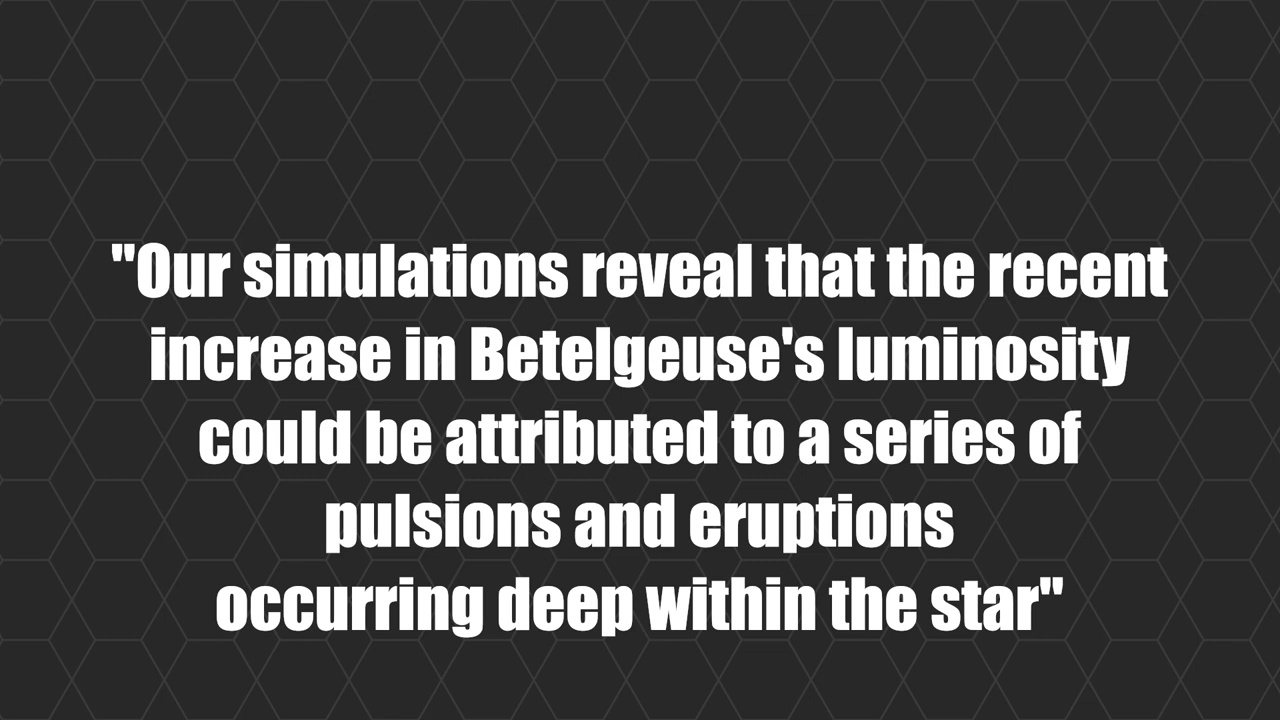 "Our simulations reveal that the recent
increase in Betelgeuse's luminosity
could be attributed to a series of
pulsions and eruptions
occurring deep within the star"